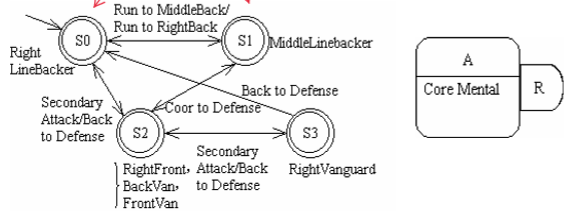 Run to MiddleBack/
Run to RightBack
S0
S1
MiddleLinebacker
Right
LineBacker
Back to Defense
Secondary
Attack/Back
to Defense
Coor to Defense
S2
S3
RightFront,
BackVan,
FrontVan
Secondary
Attack/Back
to Defense
RightVanguard
A
Core Mental
R